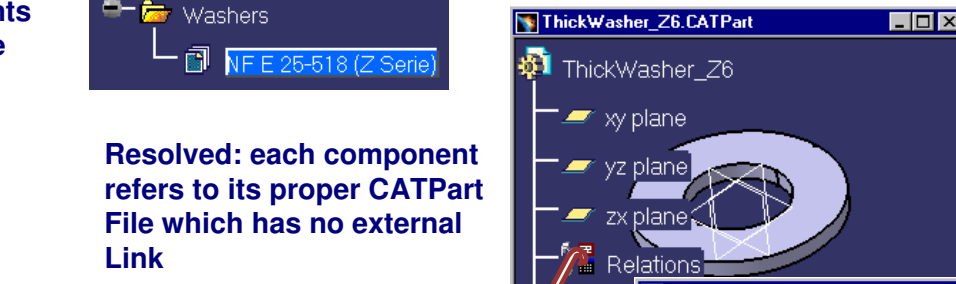 nts
e
Washers
NF E 25-518 (Z Serie)
Resolved: each component
refers to its proper CATPart
File which has no external
Link
ThickWasher_Z6.CATPart
ThickWasher_Z6
xy plane
yz plane
zx plane
Relations